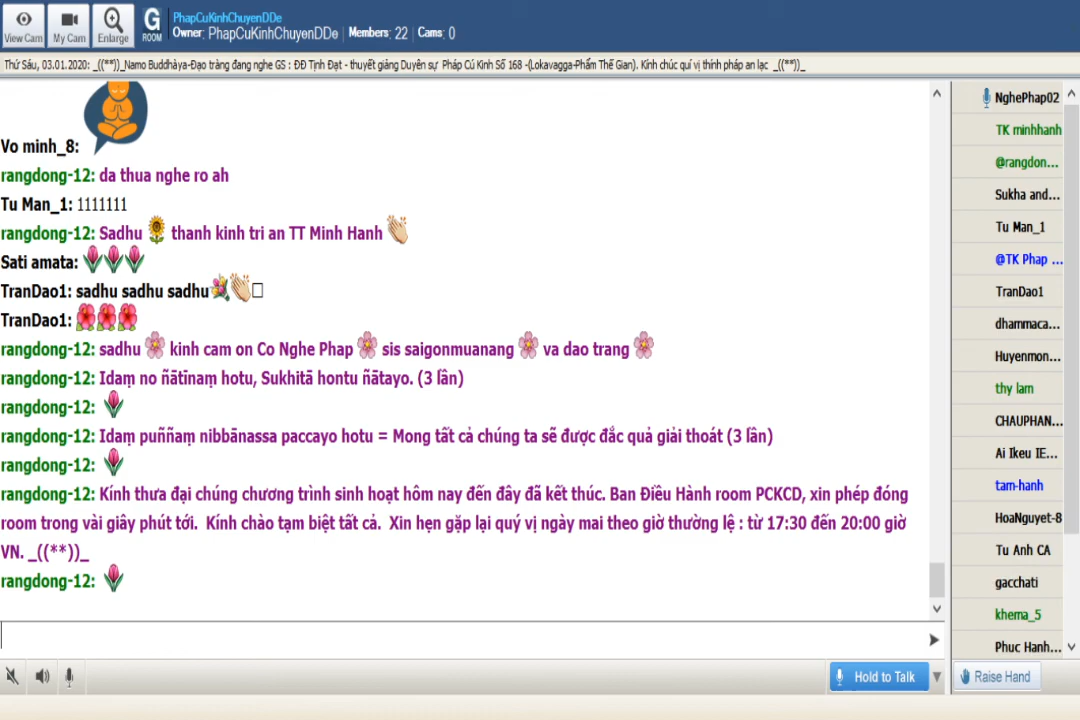 PhapCuKinhChuyenDDe
Owner: PhapCuKinhChuyenDDe | Members: 22 | Cams: 0
View Cam
My Cam
Enlarge
G
ROOM
Thứ Sáu, 03.01.2020: _((**))_Namo Buddhàya-Đạo tràng đang nghe GS : ĐĐ Tịnh Đạt - thuyết giảng Duyên sự Pháp Cú Kinh Số 168 -(Lokavagga-Phẩm Thế Gian). Kính chúc quí vị thính pháp an lạc _((**))_
Vo minh_8:
rangdong-12: da thua nghe ro ah
Tu Man_1: 1111111
rangdong-12: Sadhu 🌻 thanh kinh tri an TT Minh Hanh 👏
Sati amata: 🌷🌷🌷
TranDao1: sadhu sadhu sadhu💐👏□
TranDao1: 🌺🌺🌺
rangdong-12: sadhu 🌸 kinh cam on Co Nghe Phap 🌸 sis saigonmuanang 🌸 va dao trang 🌸
rangdong-12: Idaṃ no ñātīnaṃ hotu, Sukhitā hontu ñātayo. (3 lần)
rangdong-12: 🌷
rangdong-12: Idaṃ puññaṃ nibbānassa paccayo hotu = Mong tất cả chúng ta sẽ được đắc quả giải thoát (3 lần)
rangdong-12: 🌷
rangdong-12: Kính thưa đại chúng chương trình sinh hoạt hôm nay đến đây đã kết thúc. Ban Điều Hành room PCKCD, xin phép đóng
room trong vài giây phút tới. Kính chào tạm biệt tất cả. Xin hẹn gặp lại quý vị ngày mai theo giờ thường lệ : từ 17:30 đến 20:00 giờ
VN. _((**))_
rangdong-12: 🌷
NghePhap02
TK minhhanh
@rangdon...
Sukha and...
Tu Man_1
@TK Phap ...
TranDao1
dhammaca...
Huyenmon...
thy lam
CHAUPHAN...
Ai Ikeu IE...
tam-hanh
HoaNguyet-8
Tu Anh CA
gacchati
khema_5
Phuc Hanh...
Hold to Talk
Raise Hand